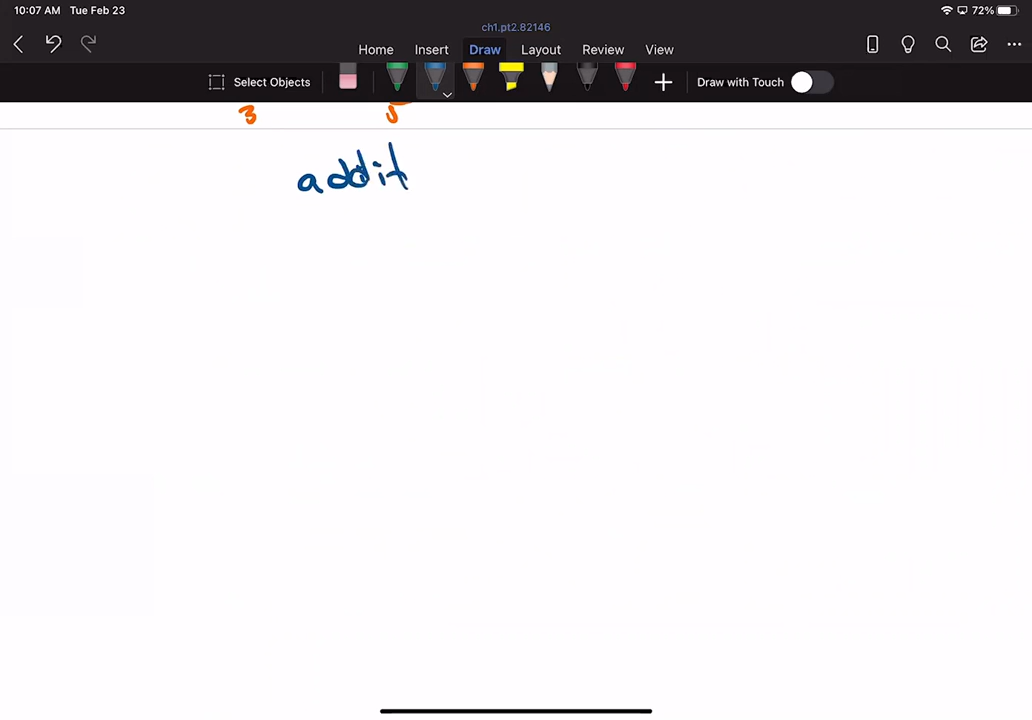 10:07 AM Tue Feb 23 72%
ch1.pt2.82146
Home Insert Draw Layout Review View
Select Objects Draw with Touch
3
addit